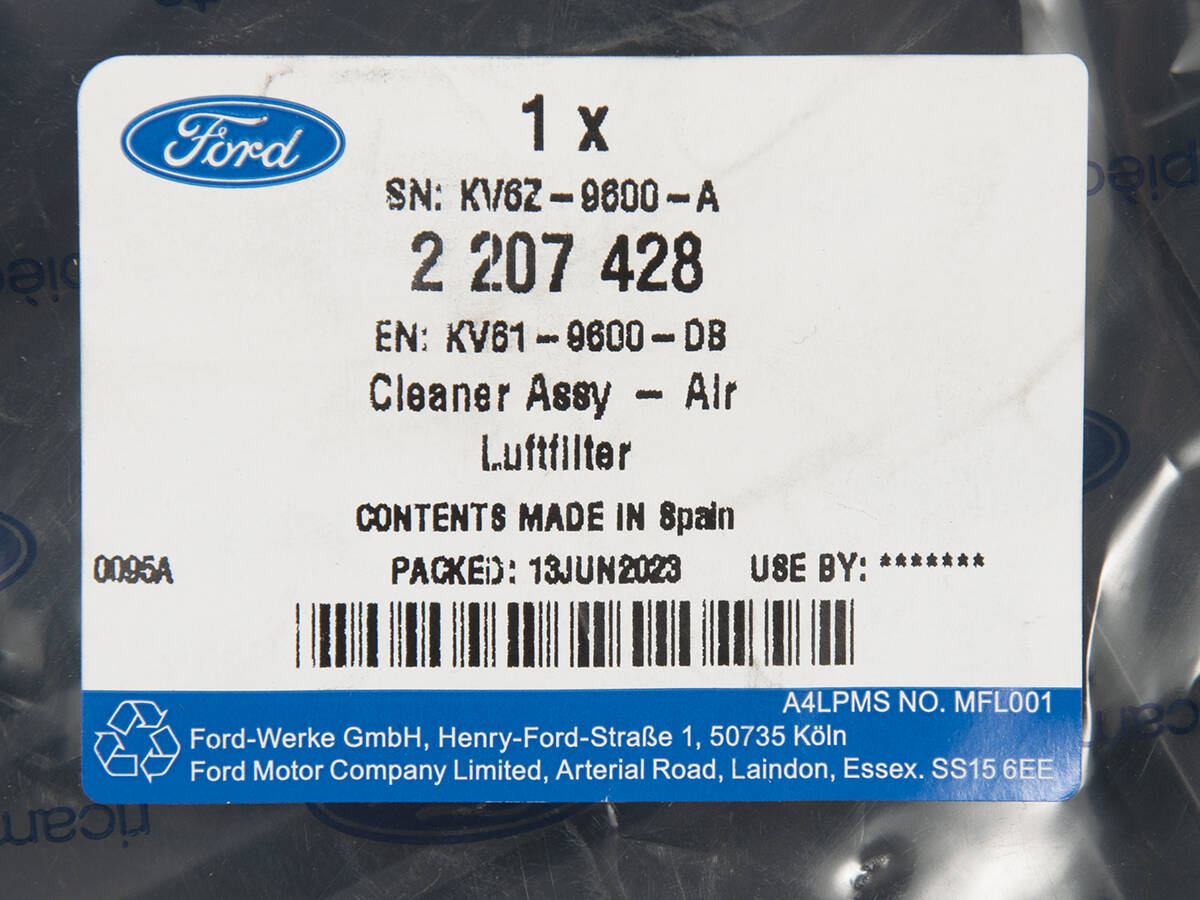 Ford
1 x
SN: KV6Z-9600-A
2 207 428
EN: KV61-9600-DB
Cleaner Assy - Air
Luftfilter
CONTENTS MADE IN Spain
0095A PACKED: 13JUN2023 USE BY: *******
A4LPMS NO. MFL001
Ford-Werke GmbH, Henry-Ford-Straße 1, 50735 Köln
Ford Motor Company Limited, Arterial Road, Laindon, Essex. SS15 6EE